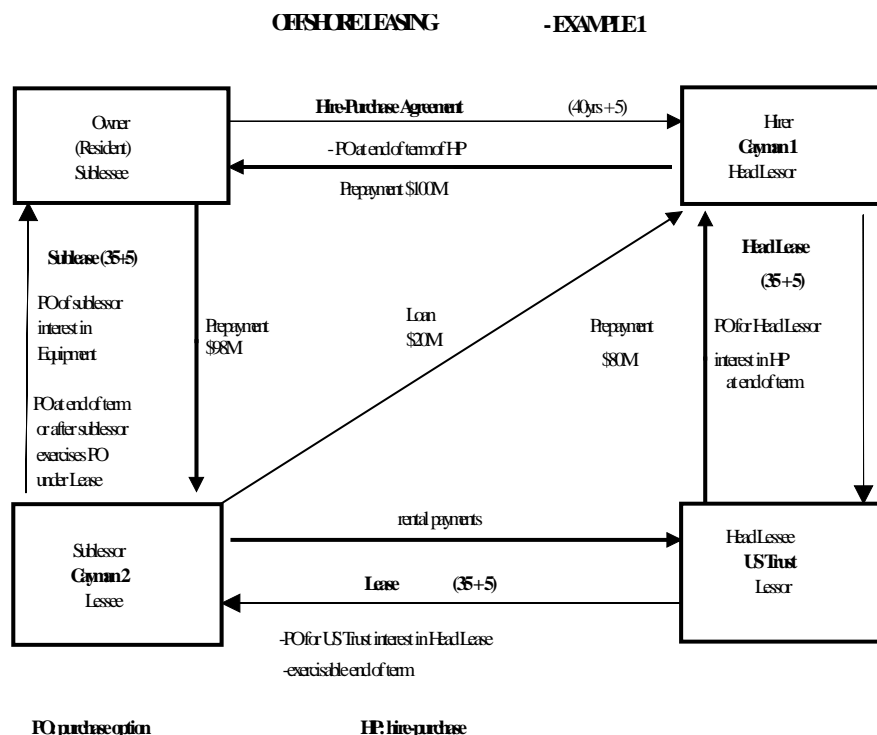 OFFSHORE LEASING - EXAMPLE 1
Owner
(Resident)
Sublessee
Hire-Purchase Agreement (40yrs + 5)
- PO at end of term of HP
Prepayment $100M
Hirer
Cayman 1
Head Lessor
Sublease (35+5)
PO of sublessor
interest in
Equipment
PO at end of term
or after sublessor
exercises PO
under Lease
Prepayment
$98M
Loan
$20M
Prepayment
$80M
Head Lease
(35 + 5)
PO for Head Lessor
interest in HP
at end of term
Sublessor
Cayman 2
Lessee
rental payments
Lease (35 + 5)
-PO for US Trust interest in Head Lease
-exercisable end of term
Head Lessee
US Trust
Lessor
PO: purchase option HP: hire-purchase